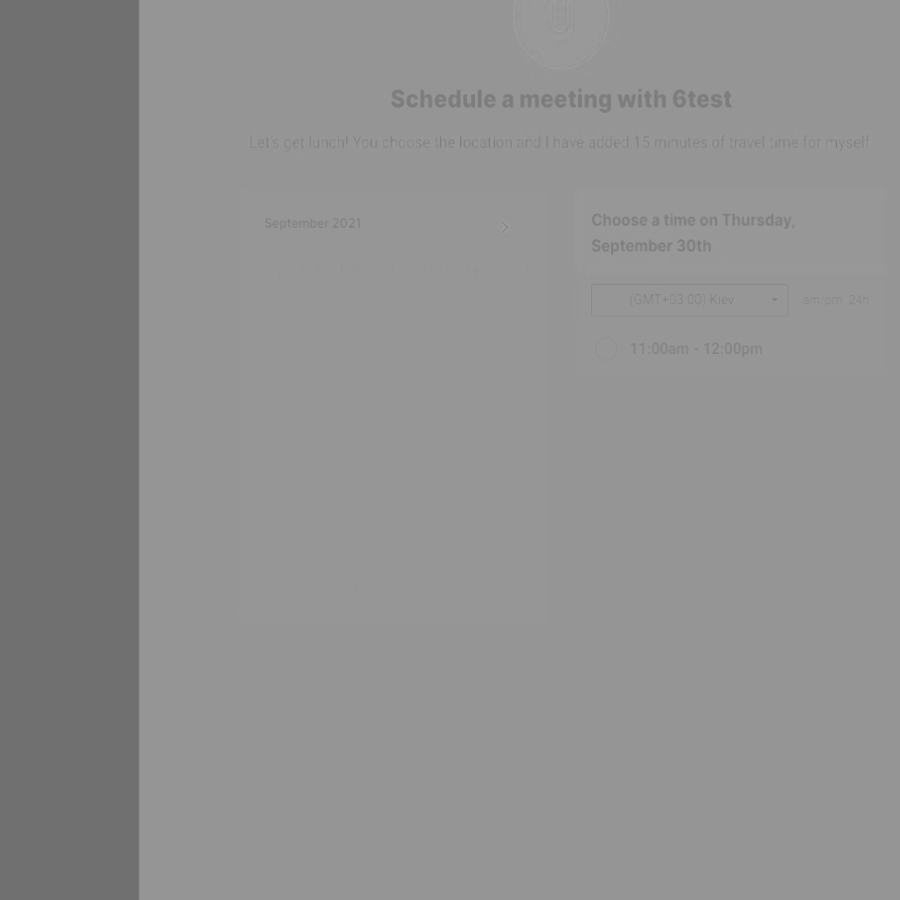 Schedule a meeting with 6test
Let's get lunch! You choose the location and I have added 15 minutes of travel time for myself
September 2021
Choose a time on Thursday,
September 30th
(GMT+03:00) Kiev
am/pm 24h
11:00am - 12:00pm